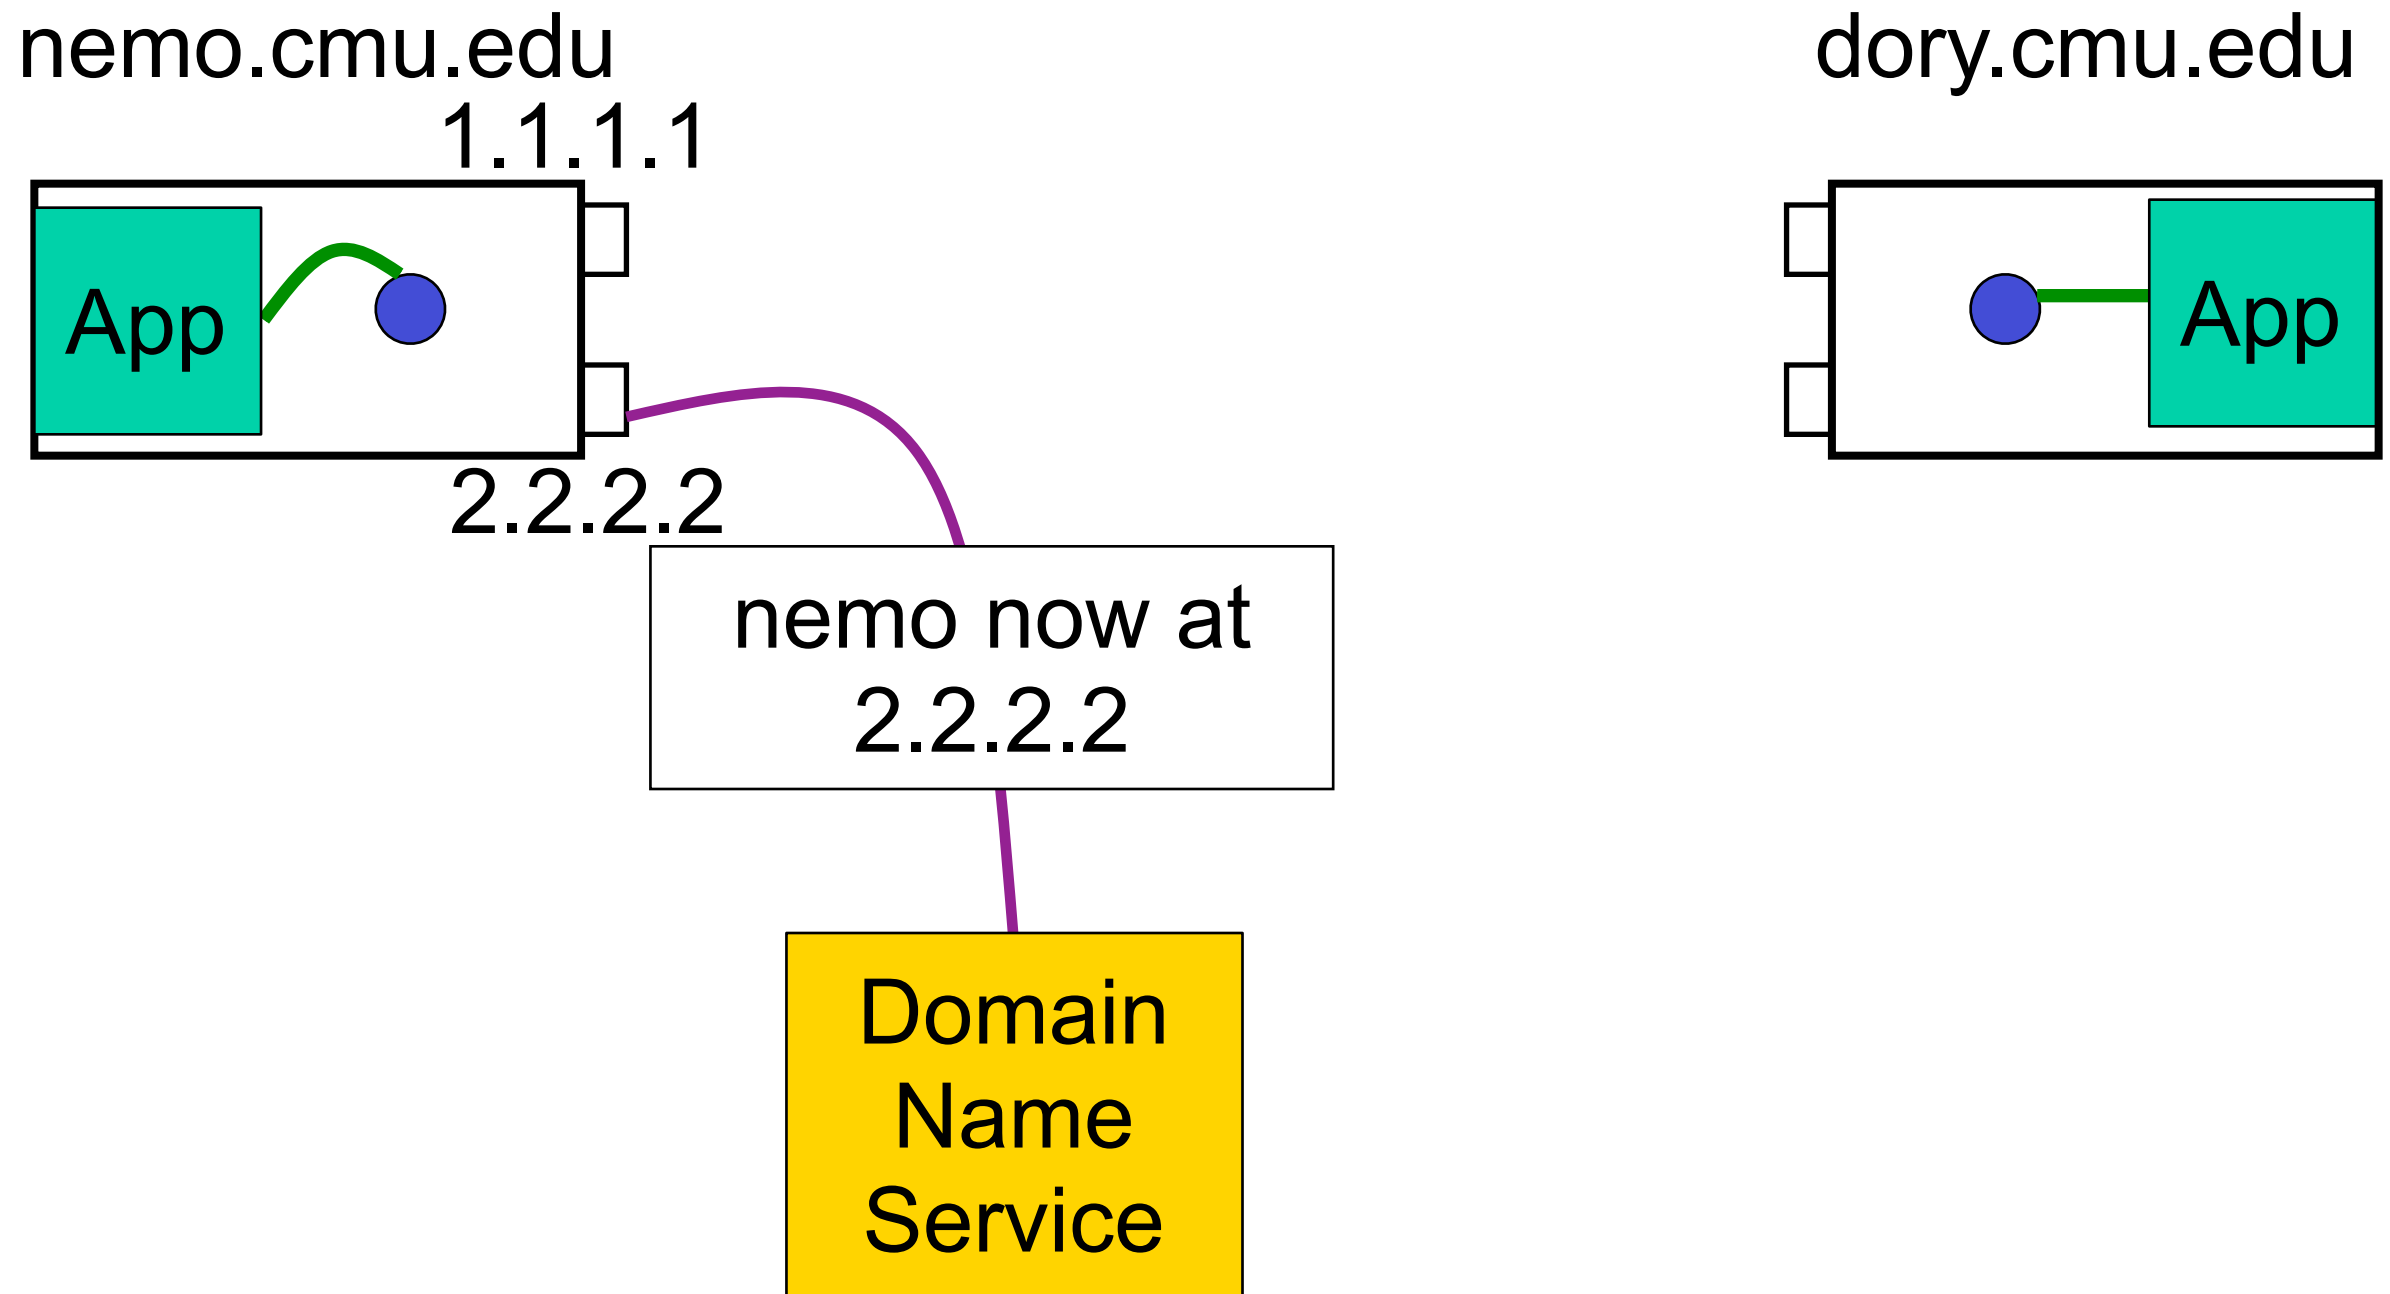 nemo.cmu.edu
dory.cmu.edu
1.1.1.1
App
App
2.2.2.2
nemo now at
2.2.2.2
Domain
Name
Service